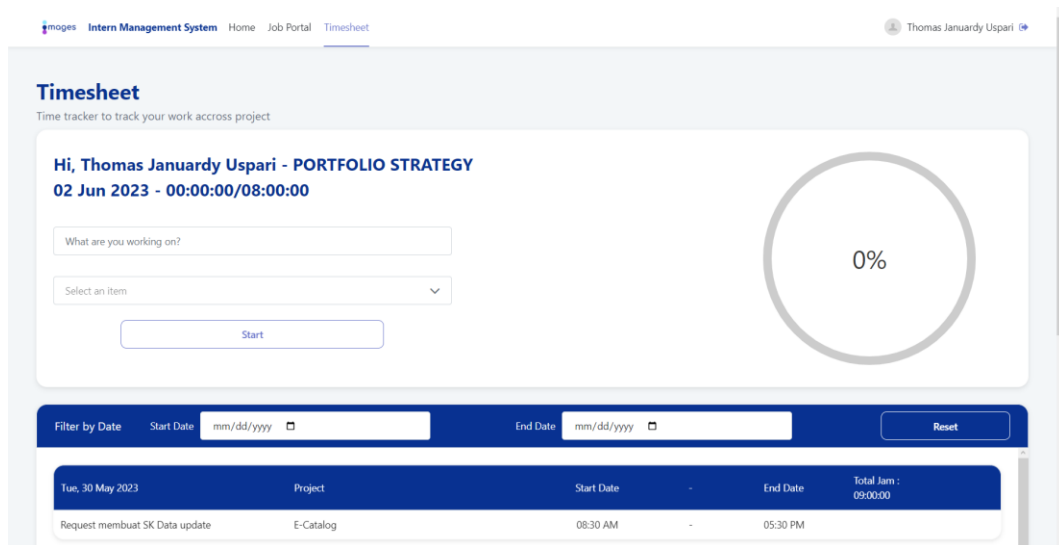 imoges Intern Management System Home Job Portal Timesheet Thomas Januardy Uspari
Timesheet
Time tracker to track your work accross project
Hi, Thomas Januardy Uspari - PORTFOLIO STRATEGY
02 Jun 2023 - 00:00:00/08:00:00
What are you working on?
0%
Select an item
Start
Filter by Date Start Date mm/dd/yyyy End Date mm/dd/yyyy Reset
Tue, 30 May 2023 Project Start Date - End Date Total Jam :
09:00:00
Request membuat SK Data update E-Catalog 08:30 AM - 05:30 PM